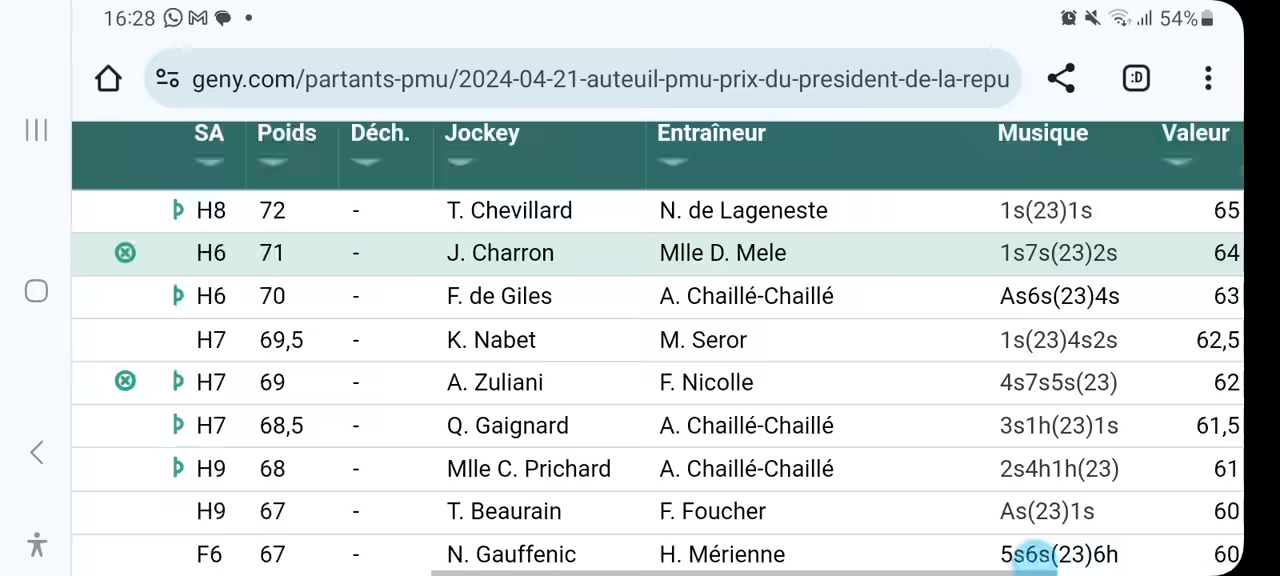 16:28 54%
geny.com/partants-pmu/2024-04-21-auteuil-pmu-prix-du-president-de-la-repu :D
SA Poids Déch. Jockey Entraîneur Musique Valeur
H8 72 - T. Chevillard N. de Lageneste 1s(23)1s 65
H6 71 - J. Charron Mlle D. Mele 1s7s(23)2s 64
H6 70 - F. de Giles A. Chaillé-Chaillé As6s(23)4s 63
H7 69,5 - K. Nabet M. Seror 1s(23)4s2s 62,5
H7 69 - A. Zuliani F. Nicolle 4s7s5s(23) 62
H7 68,5 - Q. Gaignard A. Chaillé-Chaillé 3s1h(23)1s 61,5
H9 68 - Mlle C. Prichard A. Chaillé-Chaillé 2s4h1h(23) 61
H9 67 - T. Beaurain F. Foucher As(23)1s 60
F6 67 - N. Gauffenic H. Mérienne 5s6s(23)6h 60